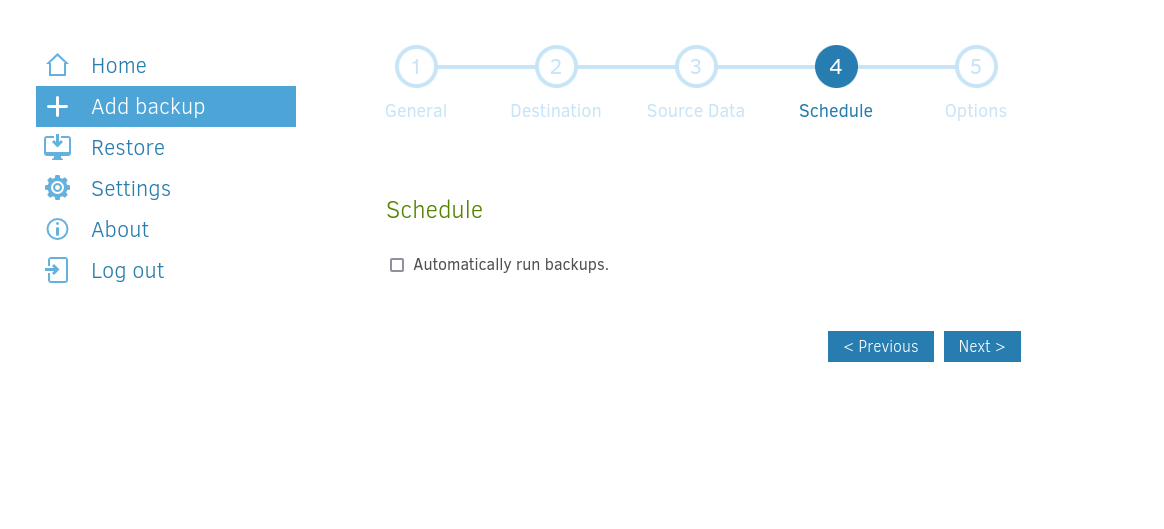 Home
Add backup
Restore
Settings
About
Log out
1 2 3 4 5
General Destination Source Data Schedule Options
Schedule
Automatically run backups.
< Previous Next >